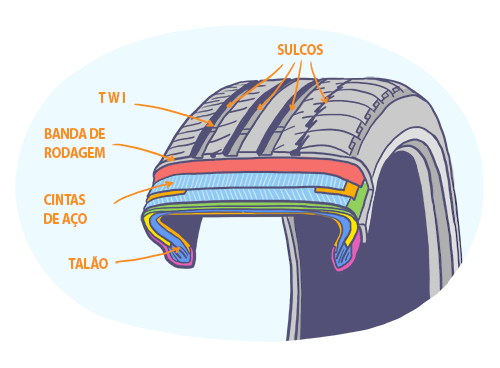 SULCOS
T W I
BANDA DE
RODAGEM
CINTAS
DE AÇO
TALÃO